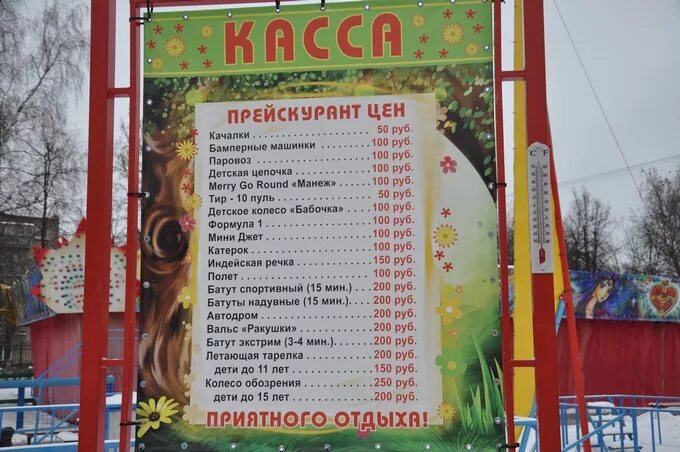 КАССА
ПРЕЙСКУРАНТ ЦЕН
Качалки 50 руб.
Бамперные машинки 100 руб.
Паровоз 100 руб.
Детская цепочка 100 руб.
Merry Go Round «Манеж» 100 руб.
Тир - 10 пуль 50 руб.
Детское колесо «Бабочка» 100 руб.
Формула 1 100 руб.
Мини Джет 100 руб.
Катерок 100 руб.
Индейская речка 150 руб.
Полет 100 руб.
Батут спортивный (15 мин.) 200 руб.
Батуты надувные (15 мин.) 200 руб.
Автодром 200 руб.
Вальс «Ракушки» 200 руб.
Батут экстрим (3-4 мин.) 200 руб.
Летающая тарелка 200 руб.
дети до 11 лет 150 руб.
Колесо обозрения 250 руб.
дети до 15 лет 200 руб.
ПРИЯТНОГО ОТДЫХА!
C F